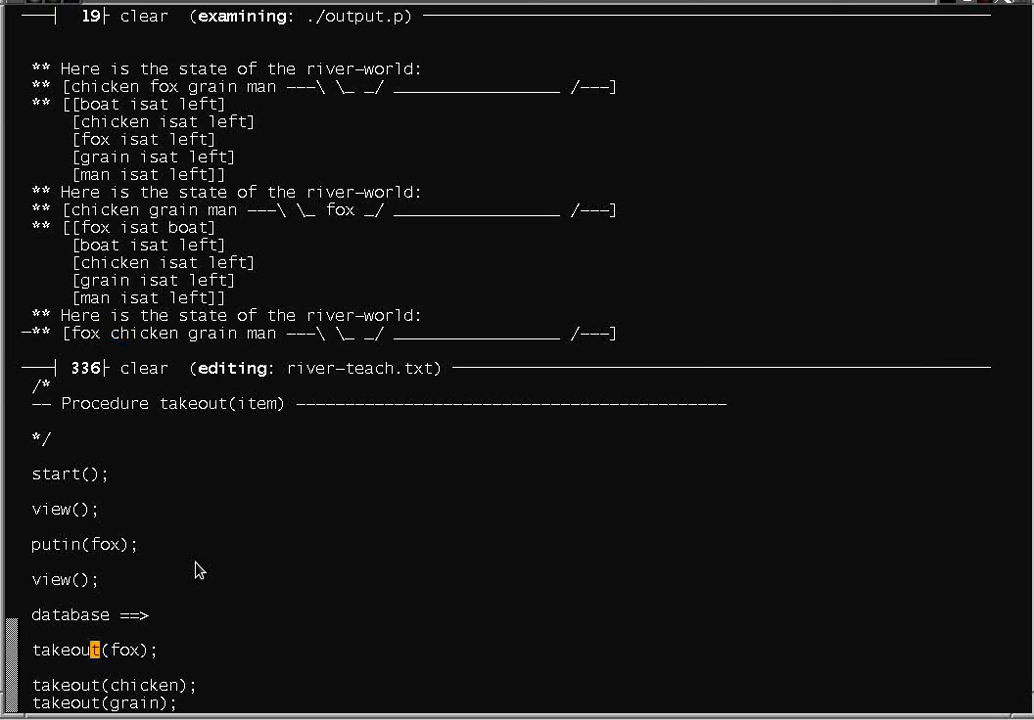 19 clear (examining: ./output.p)
** Here is the state of the river-world:
** [chicken fox grain man ---\ \_ _/ _________________ /---]
** [[boat isat left]
[chicken isat left]
[fox isat left]
[grain isat left]
[man isat left]]
** Here is the state of the river-world:
** [chicken grain man ---\ \_ fox _/ _________________ /---]
** [[fox isat boat]
[boat isat left]
[chicken isat left]
[grain isat left]
[man isat left]]
** Here is the state of the river-world:
** [fox chicken grain man ---\ \_ _/ _________________ /---]
336 clear (editing: river-teach.txt)
/*
-- Procedure takeout(item) --------------------------------------------
*/
start();
view();
putin(fox);
view();
database ==>
takeout(fox);
takeout(chicken);
takeout(grain);